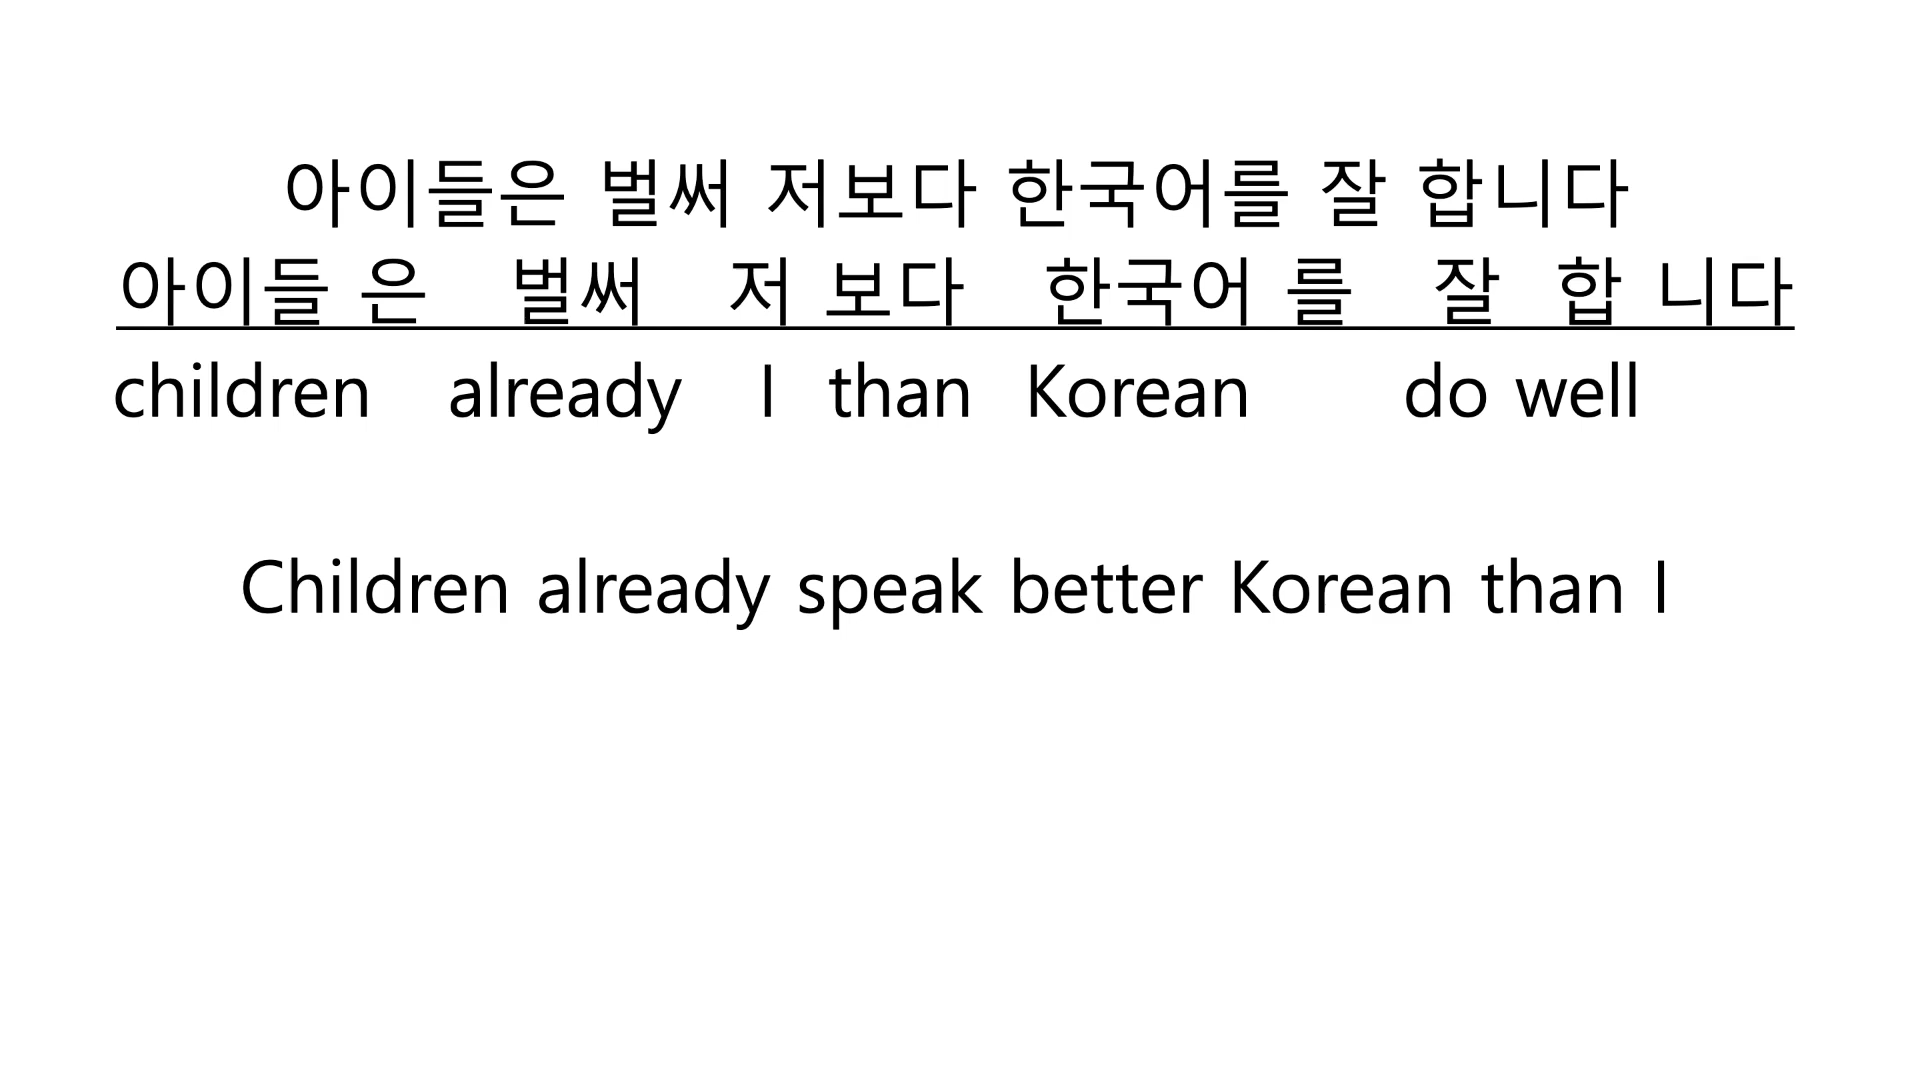 아이들은 벌써 저보다 한국어를 잘 합니다
아이들 은 벌써 저 보다 한국어 를 잘 합 니다
children already I than Korean do well
Children already speak better Korean than I